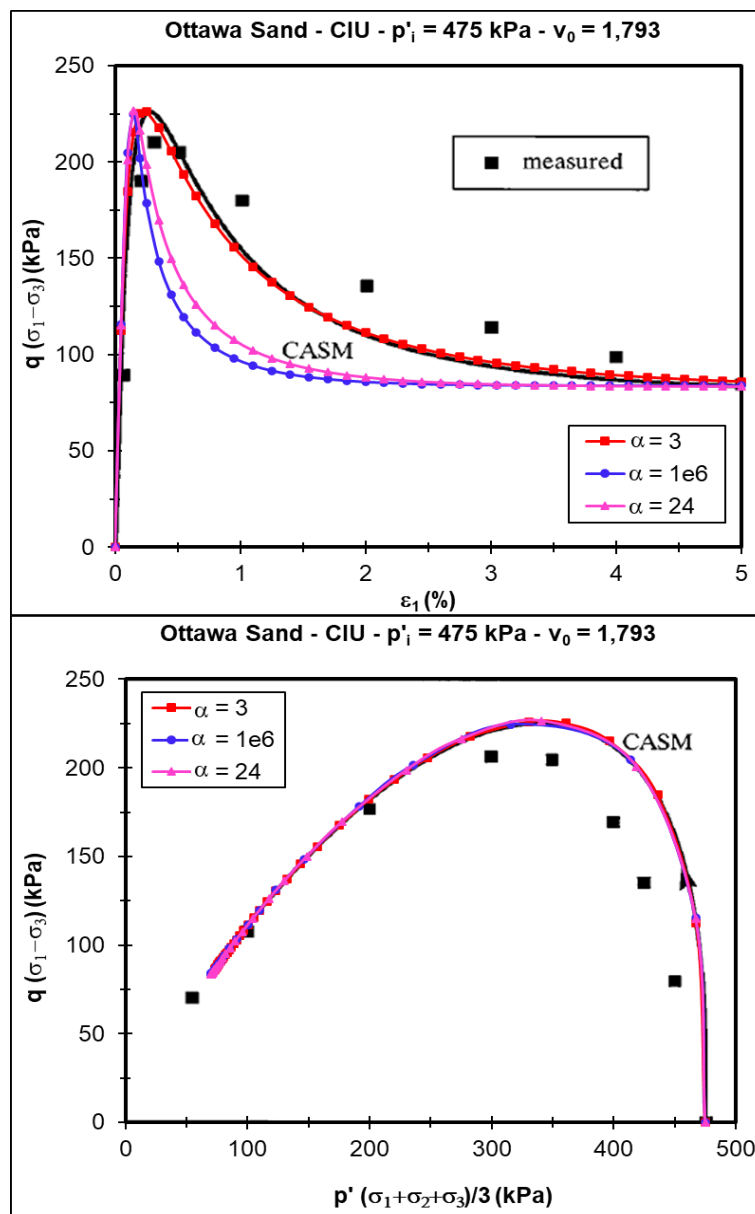 Ottawa Sand - CIU - p'ᵢ = 475 kPa - v₀ = 1,793
250
200
150
100
50
0
q (σ₁−σ₃) (kPa)
measured
CASM
α = 3
α = 1e6
α = 24
0 1 2 3 4 5
ε₁ (%)
Ottawa Sand - CIU - p'ᵢ = 475 kPa - v₀ = 1,793
250
200
150
100
50
0
q (σ₁−σ₃) (kPa)
α = 3
α = 1e6
α = 24
CASM
0 100 200 300 400 500
p' (σ₁+σ₂+σ₃)/3 (kPa)